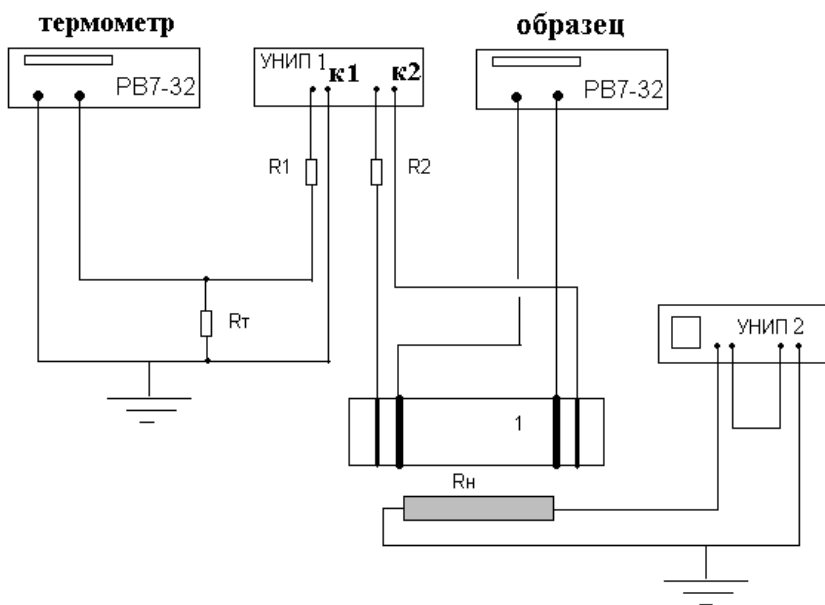 термометр
РВ7-32
УНИП 1
к1
к2
образец
РВ7-32
R1
R2
Rт
УНИП 2
1
Rн